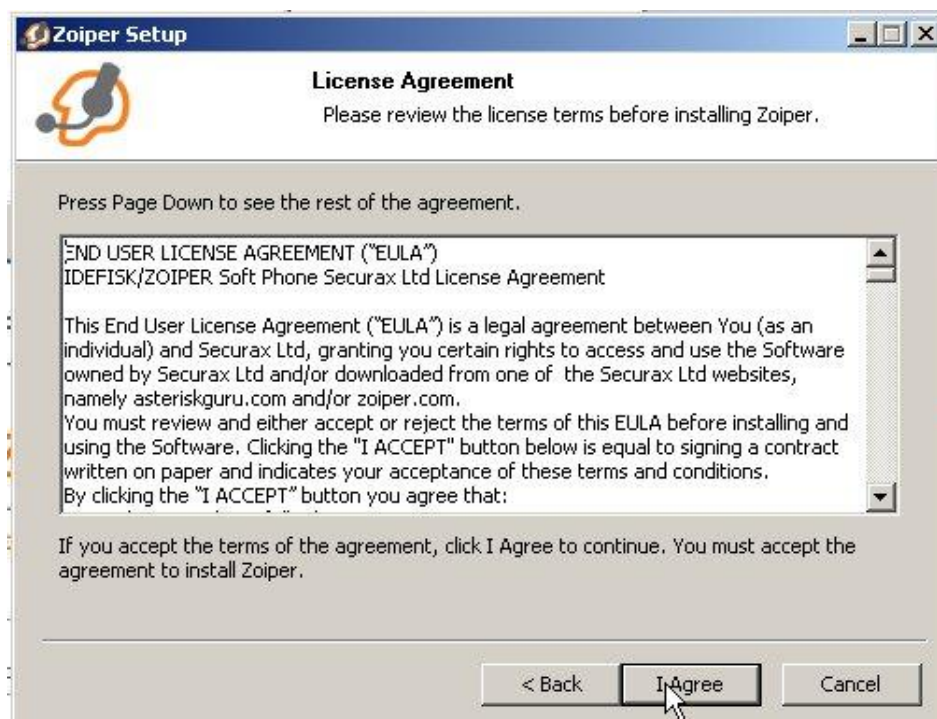 Zoiper Setup
License Agreement
Please review the license terms before installing Zoiper.
Press Page Down to see the rest of the agreement.
END USER LICENSE AGREEMENT ("EULA")
IDEFISK/ZOIPER Soft Phone Securax Ltd License Agreement
This End User License Agreement ("EULA") is a legal agreement between You (as an
individual) and Securax Ltd, granting you certain rights to access and use the Software
owned by Securax Ltd and/or downloaded from one of the Securax Ltd websites,
namely asteriskguru.com and/or zoiper.com.
You must review and either accept or reject the terms of this EULA before installing and
using the Software. Clicking the "I ACCEPT" button below is equal to signing a contract
written on paper and indicates your acceptance of these terms and conditions.
By clicking the "I ACCEPT" button you agree that:
If you accept the terms of the agreement, click I Agree to continue. You must accept the
agreement to install Zoiper.
< Back
I Agree
Cancel